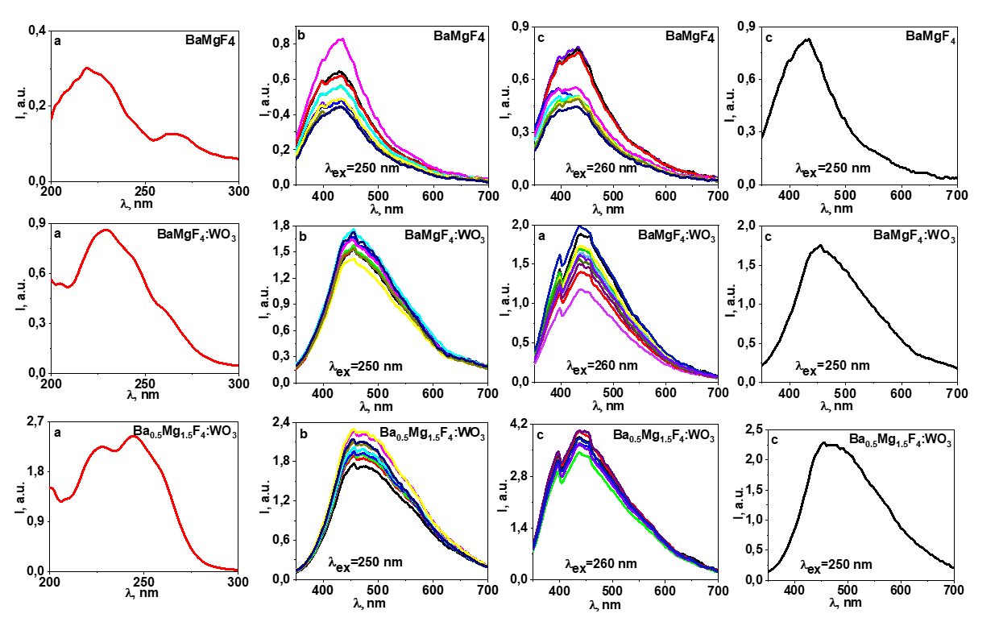 a BaMgF4
0,4
0,2
0,0
I, a.u.
200 250 300
λ, nm
b BaMgF4
0,8
0,6
0,4
0,2
0,0
I, a.u.
λex=250 nm
400 500 600 700
λ, nm
c BaMgF4
0,9
0,6
0,3
0,0
I, a.u.
λex=260 nm
400 500 600 700
λ, nm
c BaMgF₄
0,9
0,6
0,3
0,0
I, a.u.
λex=250 nm
400 500 600 700
λ, nm
a BaMgF₄:WO₃
0,9
0,6
0,3
0,0
I, a.u.
200 250 300
λ, nm
b BaMgF₄:WO₃
1,8
1,5
1,2
0,9
0,6
0,3
0,0
I, a.u.
λex=250 nm
400 500 600 700
λ, nm
a BaMgF₄:WO₃
2,0
1,5
1,0
0,5
0,0
I, a.u.
λex=260 nm
400 500 600 700
λ, nm
c BaMgF₄:WO₃
2,0
1,5
1,0
0,5
0,0
I, a.u.
λex=250 nm
400 500 600 700
λ, nm
a Ba₀.₅Mg₁.₅F₄:WO₃
2,7
1,8
0,9
0,0
I, a.u.
200 250 300
λ, nm
b Ba₀.₅Mg₁.₅F₄:WO₃
2,4
1,8
1,2
0,6
0,0
I, a.u.
λex=250 nm
400 500 600 700
λ, nm
c Ba₀.₅Mg₁.₅F₄:WO₃
4,2
2,8
1,4
0,0
I, a.u.
λex=260 nm
400 500 600 700
λ, nm
c Ba₀.₅Mg₁.₅F₄:WO₃
2,5
2,0
1,5
1,0
0,5
0,0
I, a.u.
λex=250 nm
400 500 600 700
λ, nm